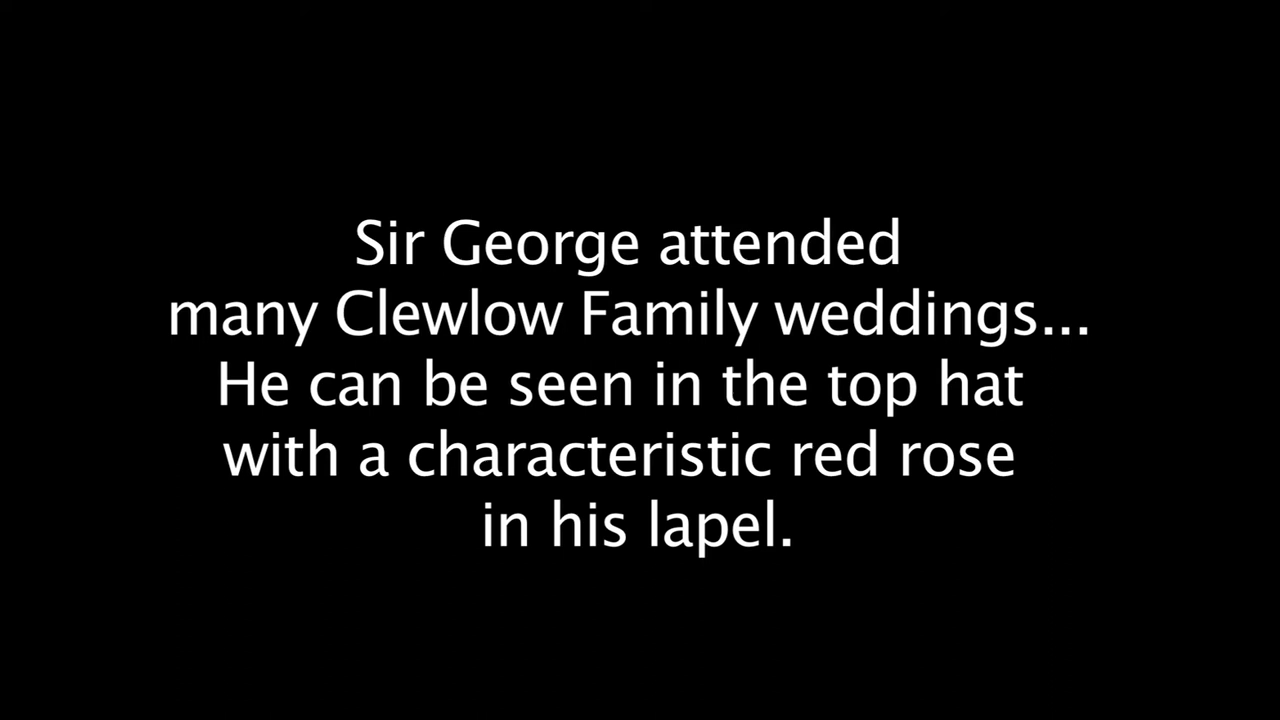 Sir George attended
many Clewlow Family weddings...
He can be seen in the top hat
with a characteristic red rose
in his lapel.